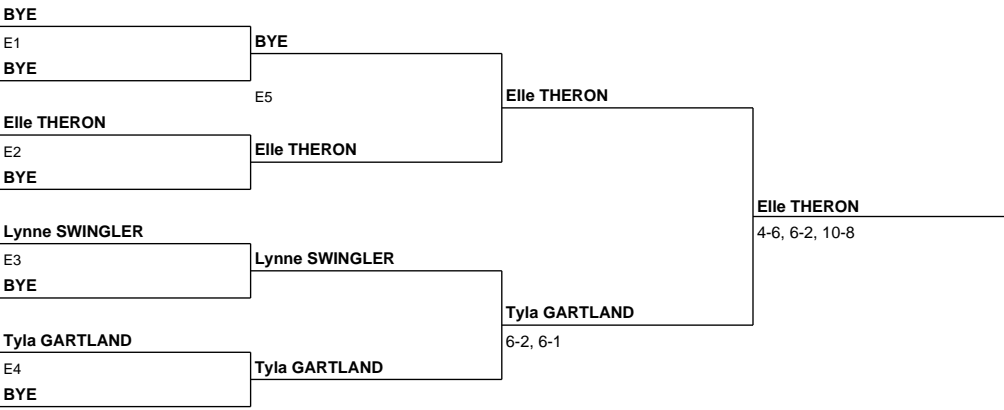 BYE
E1
BYE
BYE
E5
Elle THERON
Elle THERON
E2
BYE
Elle THERON
Elle THERON
4-6, 6-2, 10-8
Lynne SWINGLER
E3
BYE
Lynne SWINGLER
Tyla GARTLAND
6-2, 6-1
Tyla GARTLAND
E4
BYE
Tyla GARTLAND